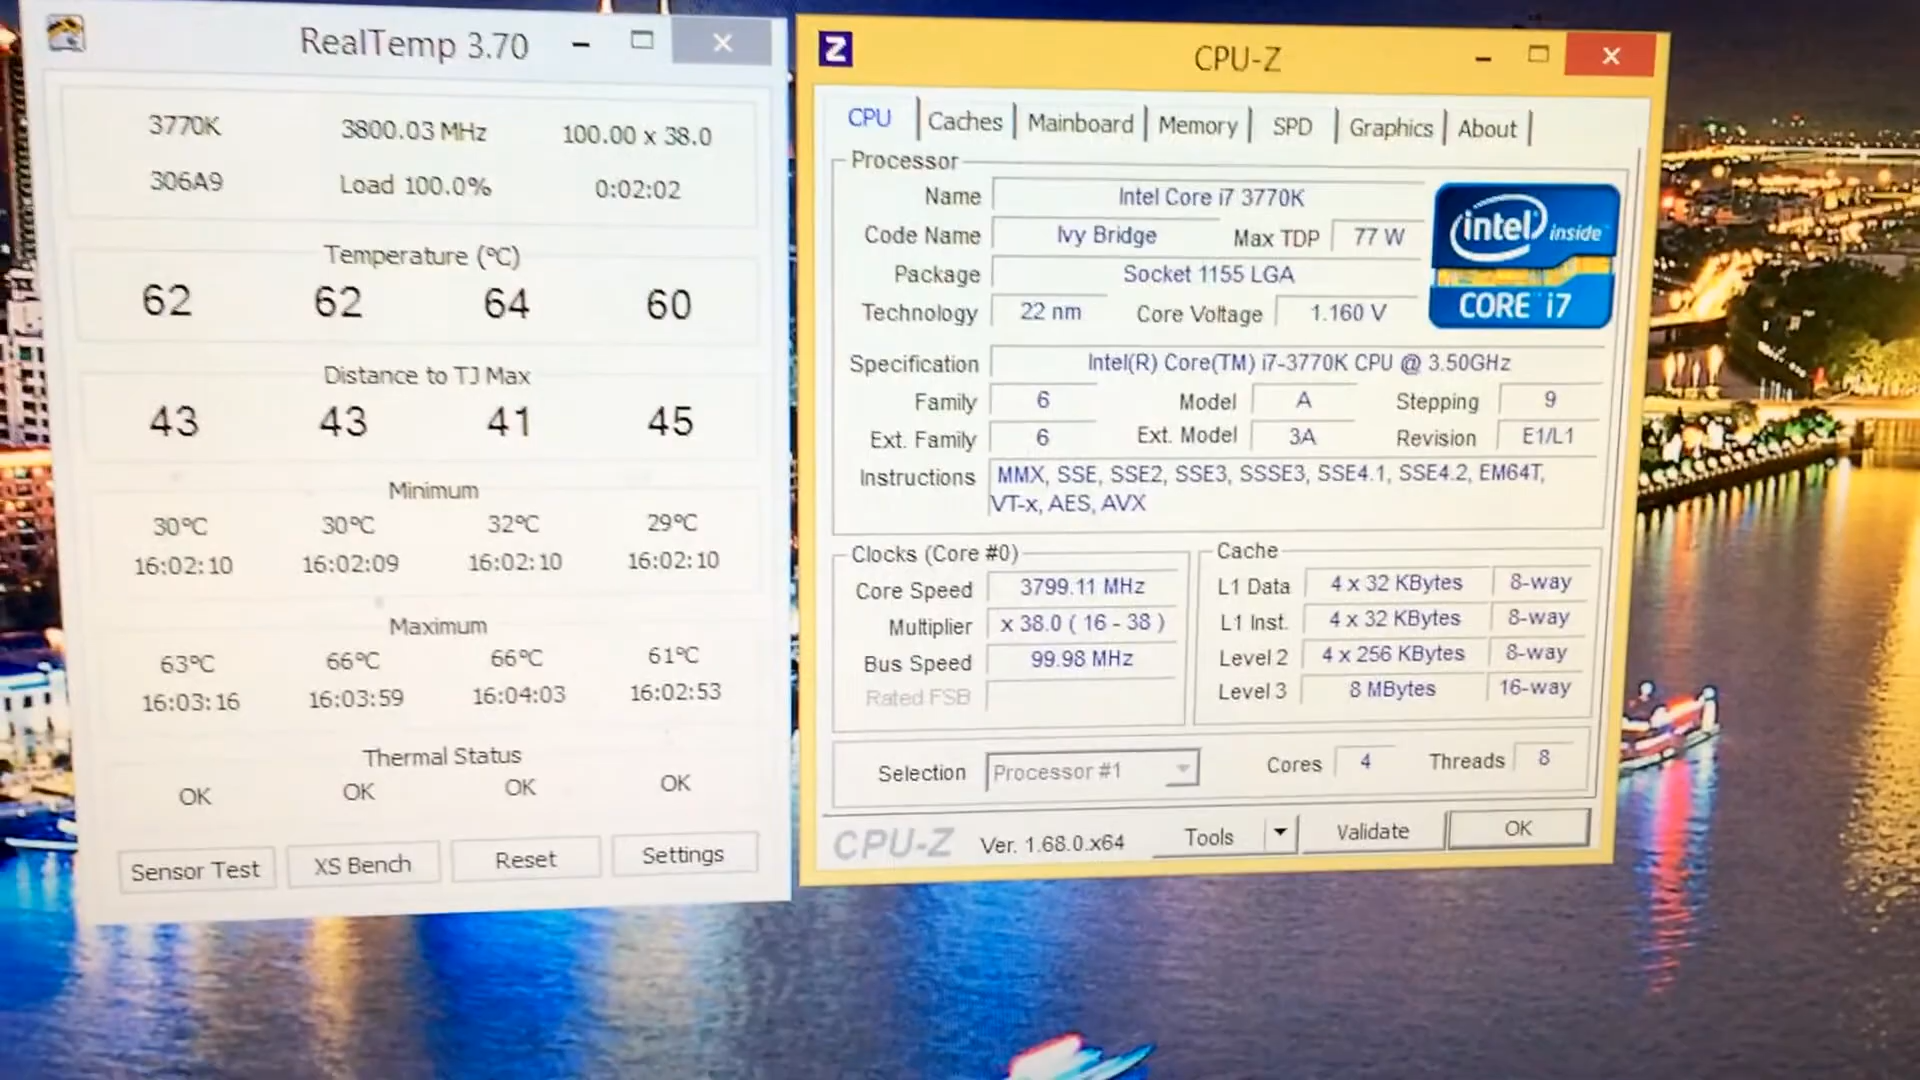 RealTemp 3.70
3770K 3800.03 MHz 100.00 x 38.0
306A9 Load 100.0% 0:02:02
Temperature (°C)
62 62 64 60
Distance to TJ Max
43 43 41 45
Minimum
30°C 30°C 32°C 29°C
16:02:10 16:02:09 16:02:10 16:02:10
Maximum
63°C 66°C 66°C 61°C
16:03:16 16:03:59 16:04:03 16:02:53
Thermal Status
OK OK OK OK
Sensor Test XS Bench Reset Settings
Z CPU-Z
CPU Caches Mainboard Memory SPD Graphics About
Processor
Name Intel Core i7 3770K
Code Name Ivy Bridge Max TDP 77 W
Package Socket 1155 LGA
Technology 22 nm Core Voltage 1.160 V
intel inside
CORE i7
Specification Intel(R) Core(TM) i7-3770K CPU @ 3.50GHz
Family 6 Model A Stepping 9
Ext. Family 6 Ext. Model 3A Revision E1/L1
Instructions MMX, SSE, SSE2, SSE3, SSSE3, SSE4.1, SSE4.2, EM64T,
VT-x, AES, AVX
Clocks (Core #0)
Core Speed 3799.11 MHz
Multiplier x 38.0 ( 16 - 38 )
Bus Speed 99.98 MHz
Rated FSB
Cache
L1 Data 4 x 32 KBytes 8-way
L1 Inst. 4 x 32 KBytes 8-way
Level 2 4 x 256 KBytes 8-way
Level 3 8 MBytes 16-way
Selection Processor #1 Cores 4 Threads 8
CPU-Z Ver. 1.68.0.x64 Tools Validate OK